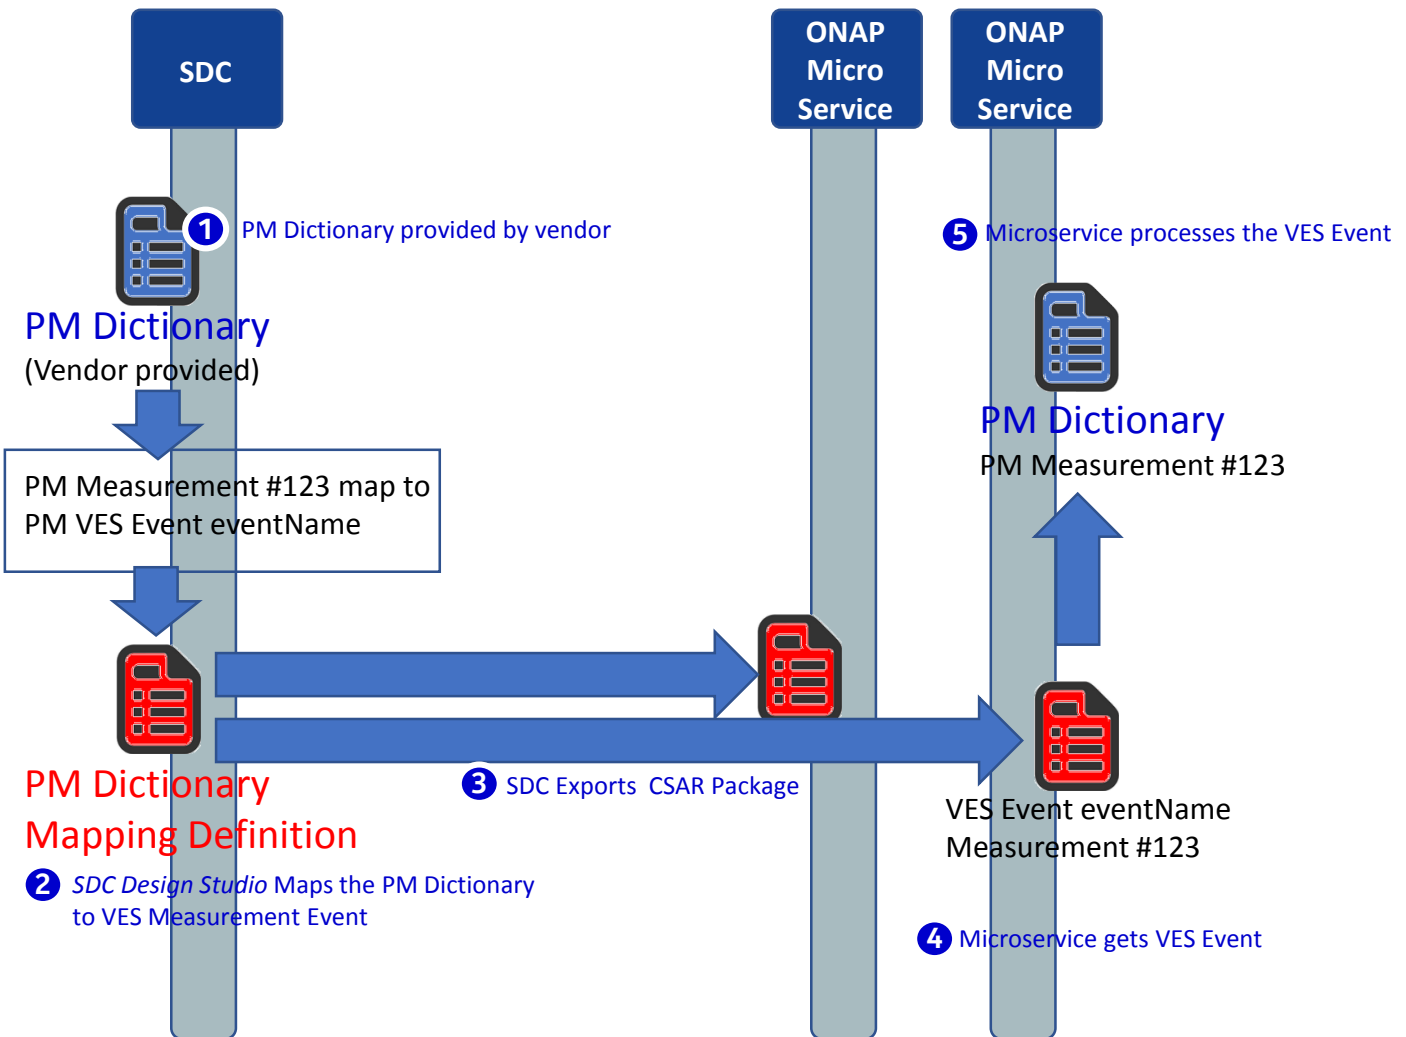 SDC
ONAP
Micro
Service
ONAP
Micro
Service
1 PM Dictionary provided by vendor
PM Dictionary
(Vendor provided)
PM Measurement #123 map to
PM VES Event eventName
PM Dictionary
Mapping Definition
2 SDC Design Studio Maps the PM Dictionary
to VES Measurement Event
3 SDC Exports CSAR Package
5 Microservice processes the VES Event
PM Dictionary
PM Measurement #123
VES Event eventName
Measurement #123
4 Microservice gets VES Event